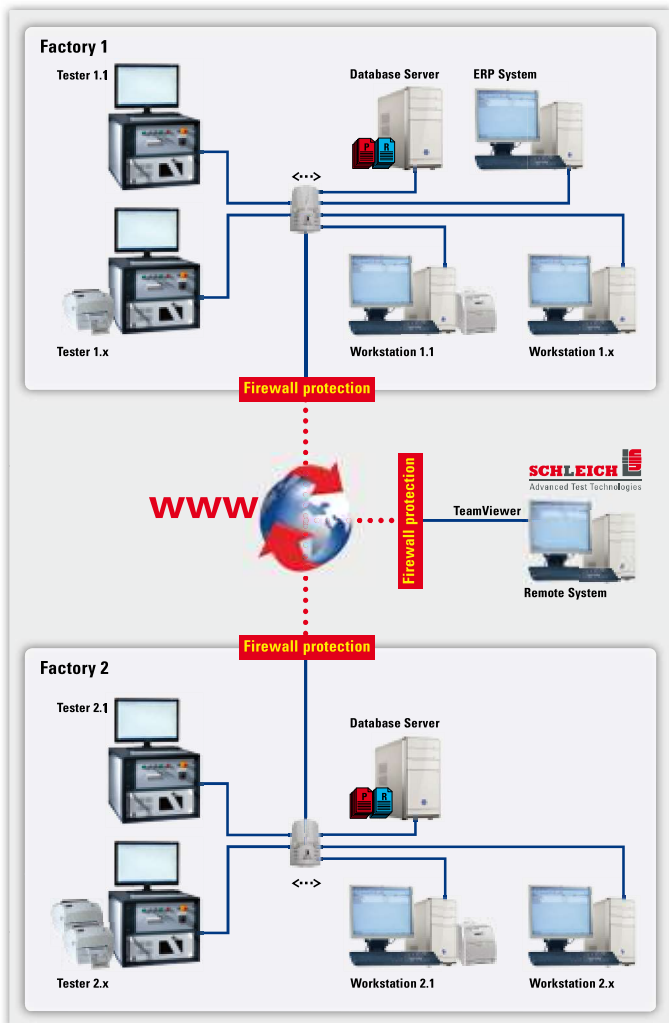 Factory 1
Tester 1.1
Database Server
ERP System
P R
<···>
Tester 1.x
Workstation 1.1
Workstation 1.x
Firewall protection
WWW
Firewall protection
SCHLEICH
Advanced Test Technologies
TeamViewer
Remote System
Firewall protection
Factory 2
Tester 2.1
Database Server
P R
<···>
Tester 2.x
Workstation 2.1
Workstation 2.x